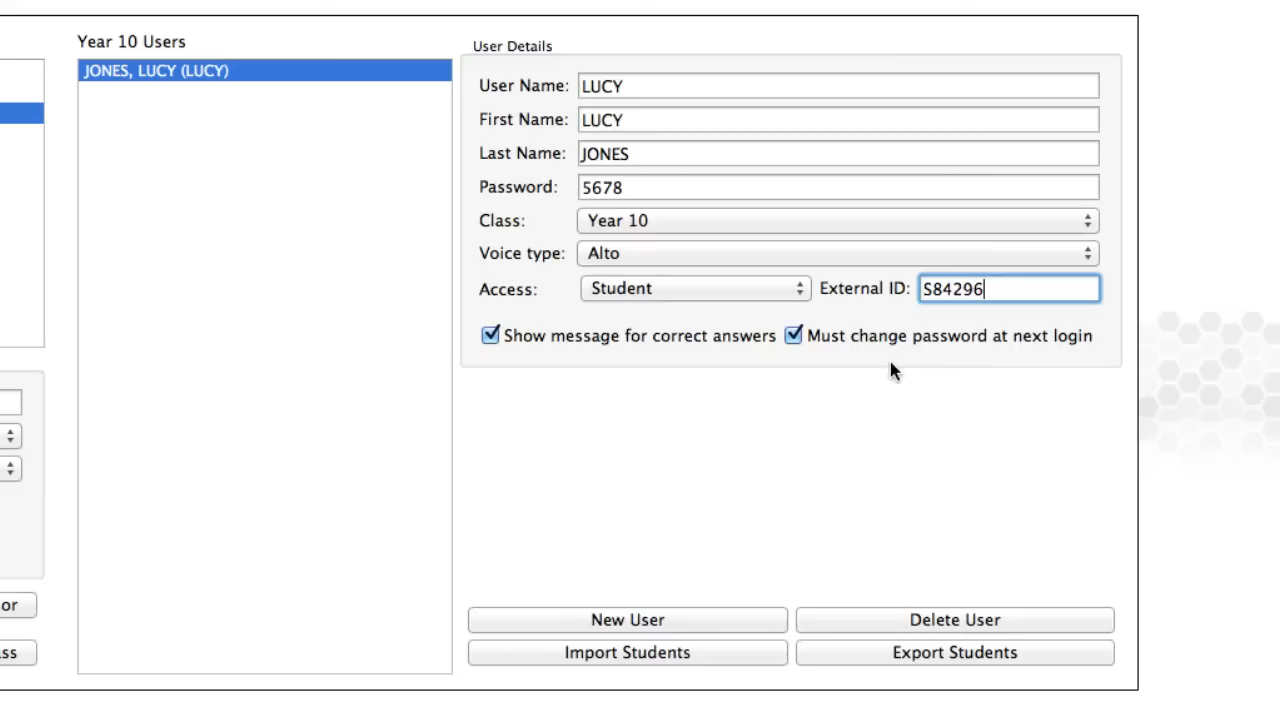 Year 10 Users
JONES, LUCY (LUCY)
User Details
User Name: LUCY
First Name: LUCY
Last Name: JONES
Password: 5678
Class: Year 10
Voice type: Alto
Access: Student External ID: S84296
Show message for correct answers Must change password at next login
or
ss
New User Delete User
Import Students Export Students